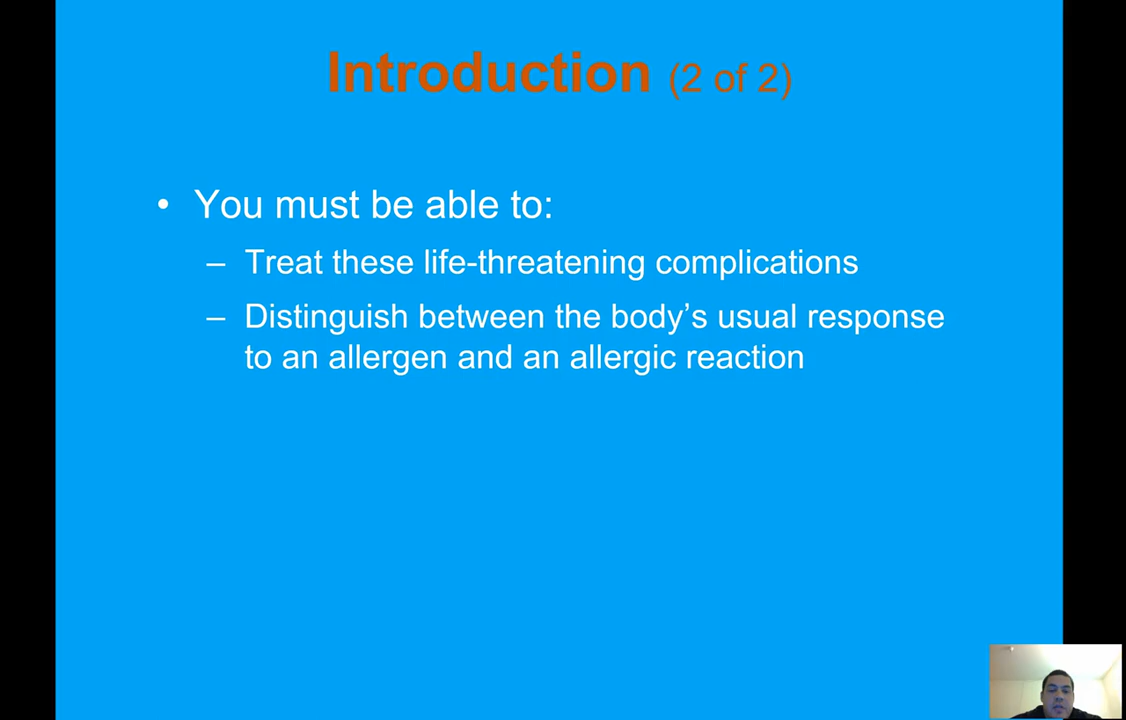 Introduction (2 of 2)
• You must be able to:
– Treat these life-threatening complications
– Distinguish between the body’s usual response
to an allergen and an allergic reaction